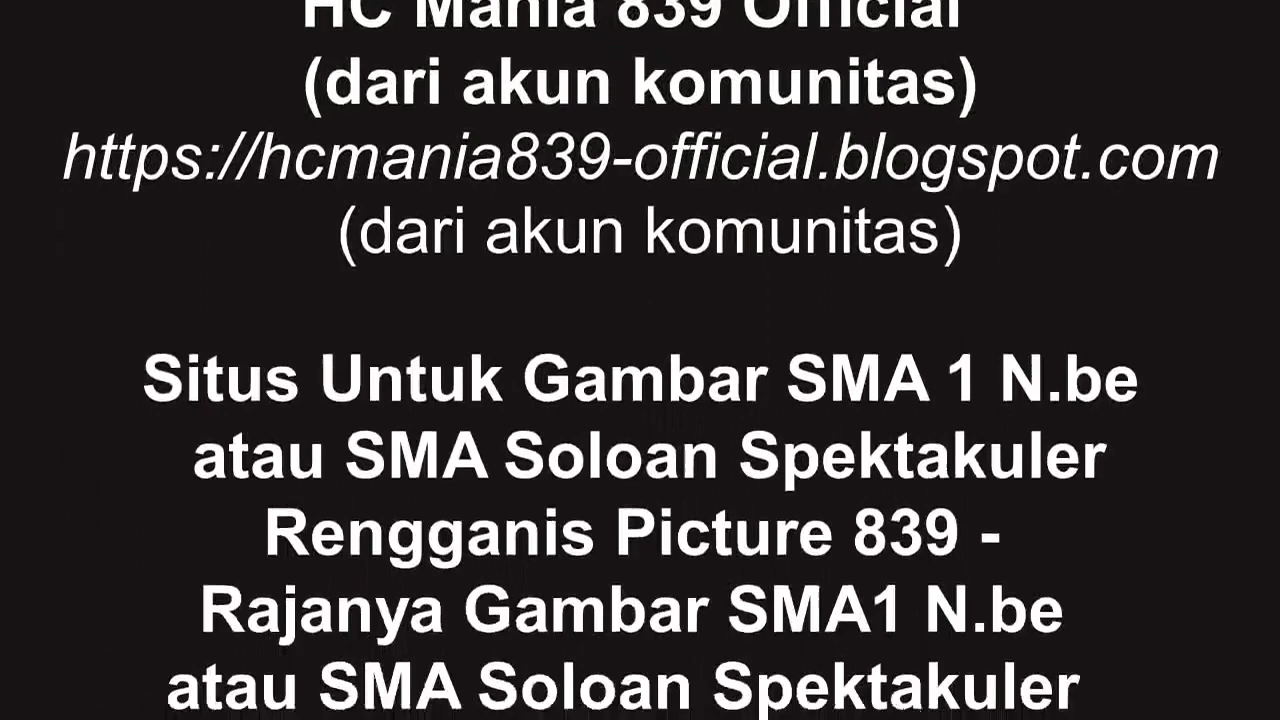 HC Mania 839 Official
(dari akun komunitas)
https://hcmania839-official.blogspot.com
(dari akun komunitas)
Situs Untuk Gambar SMA 1 N.be
atau SMA Soloan Spektakuler
Rengganis Picture 839 -
Rajanya Gambar SMA1 N.be
atau SMA Soloan Spektakuler